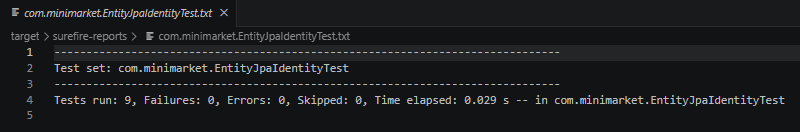 com.minimarket.EntityJpaIdentityTest.txt ×
target > surefire-reports > com.minimarket.EntityJpaIdentityTest.txt
1 -------------------------------------------------------------------------------
2 Test set: com.minimarket.EntityJpaIdentityTest
3 -------------------------------------------------------------------------------
4 Tests run: 9, Failures: 0, Errors: 0, Skipped: 0, Time elapsed: 0.029 s -- in com.minimarket.EntityJpaIdentityTest
5